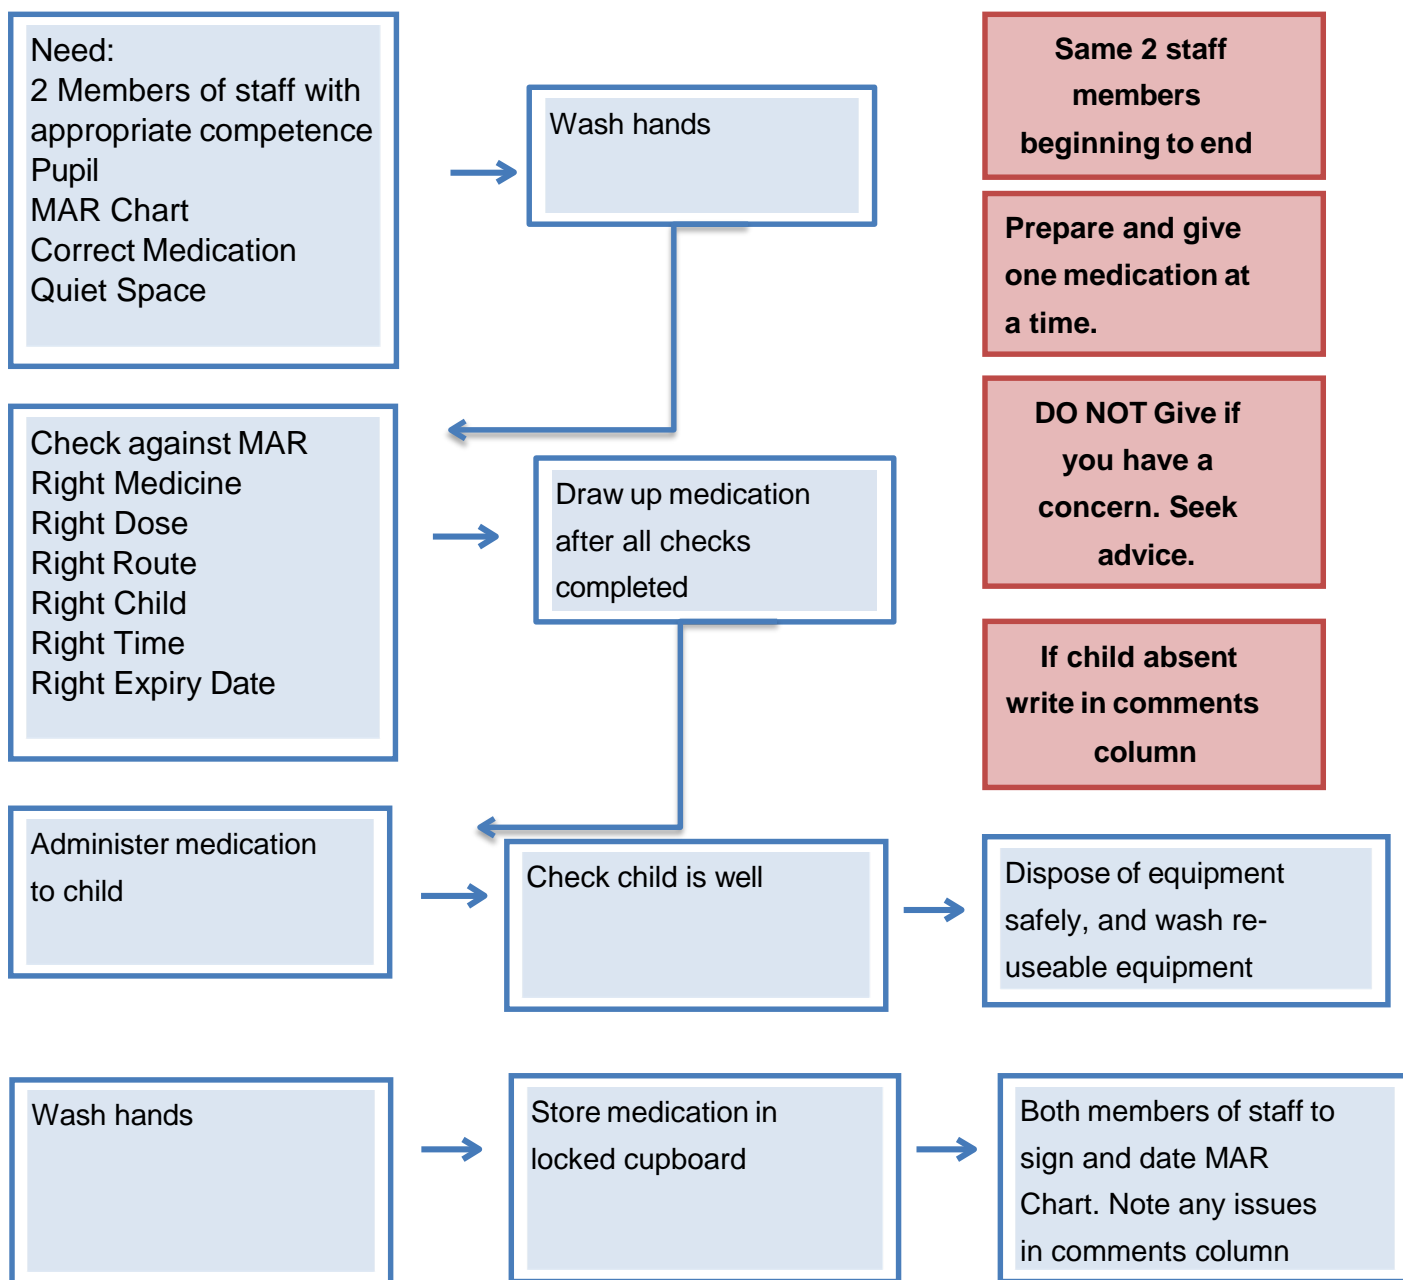 Need:
2 Members of staff with
appropriate competence
Pupil
MAR Chart
Correct Medication
Quiet Space
Wash hands
Same 2 staff
members
beginning to end
Prepare and give
one medication at
a time.
DO NOT Give if
you have a
concern. Seek
advice.
If child absent
write in comments
column
Check against MAR
Right Medicine
Right Dose
Right Route
Right Child
Right Time
Right Expiry Date
Draw up medication
after all checks
completed
Administer medication
to child
Check child is well
Dispose of equipment
safely, and wash re-
useable equipment
Wash hands
Store medication in
locked cupboard
Both members of staff to
sign and date MAR
Chart. Note any issues
in comments column